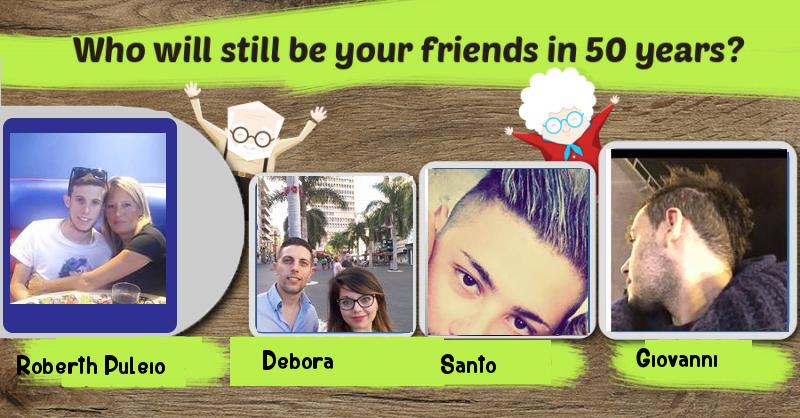 Who will still be your friends in 50 years?
Roberth Puleio
Debora
Santo
Giovanni